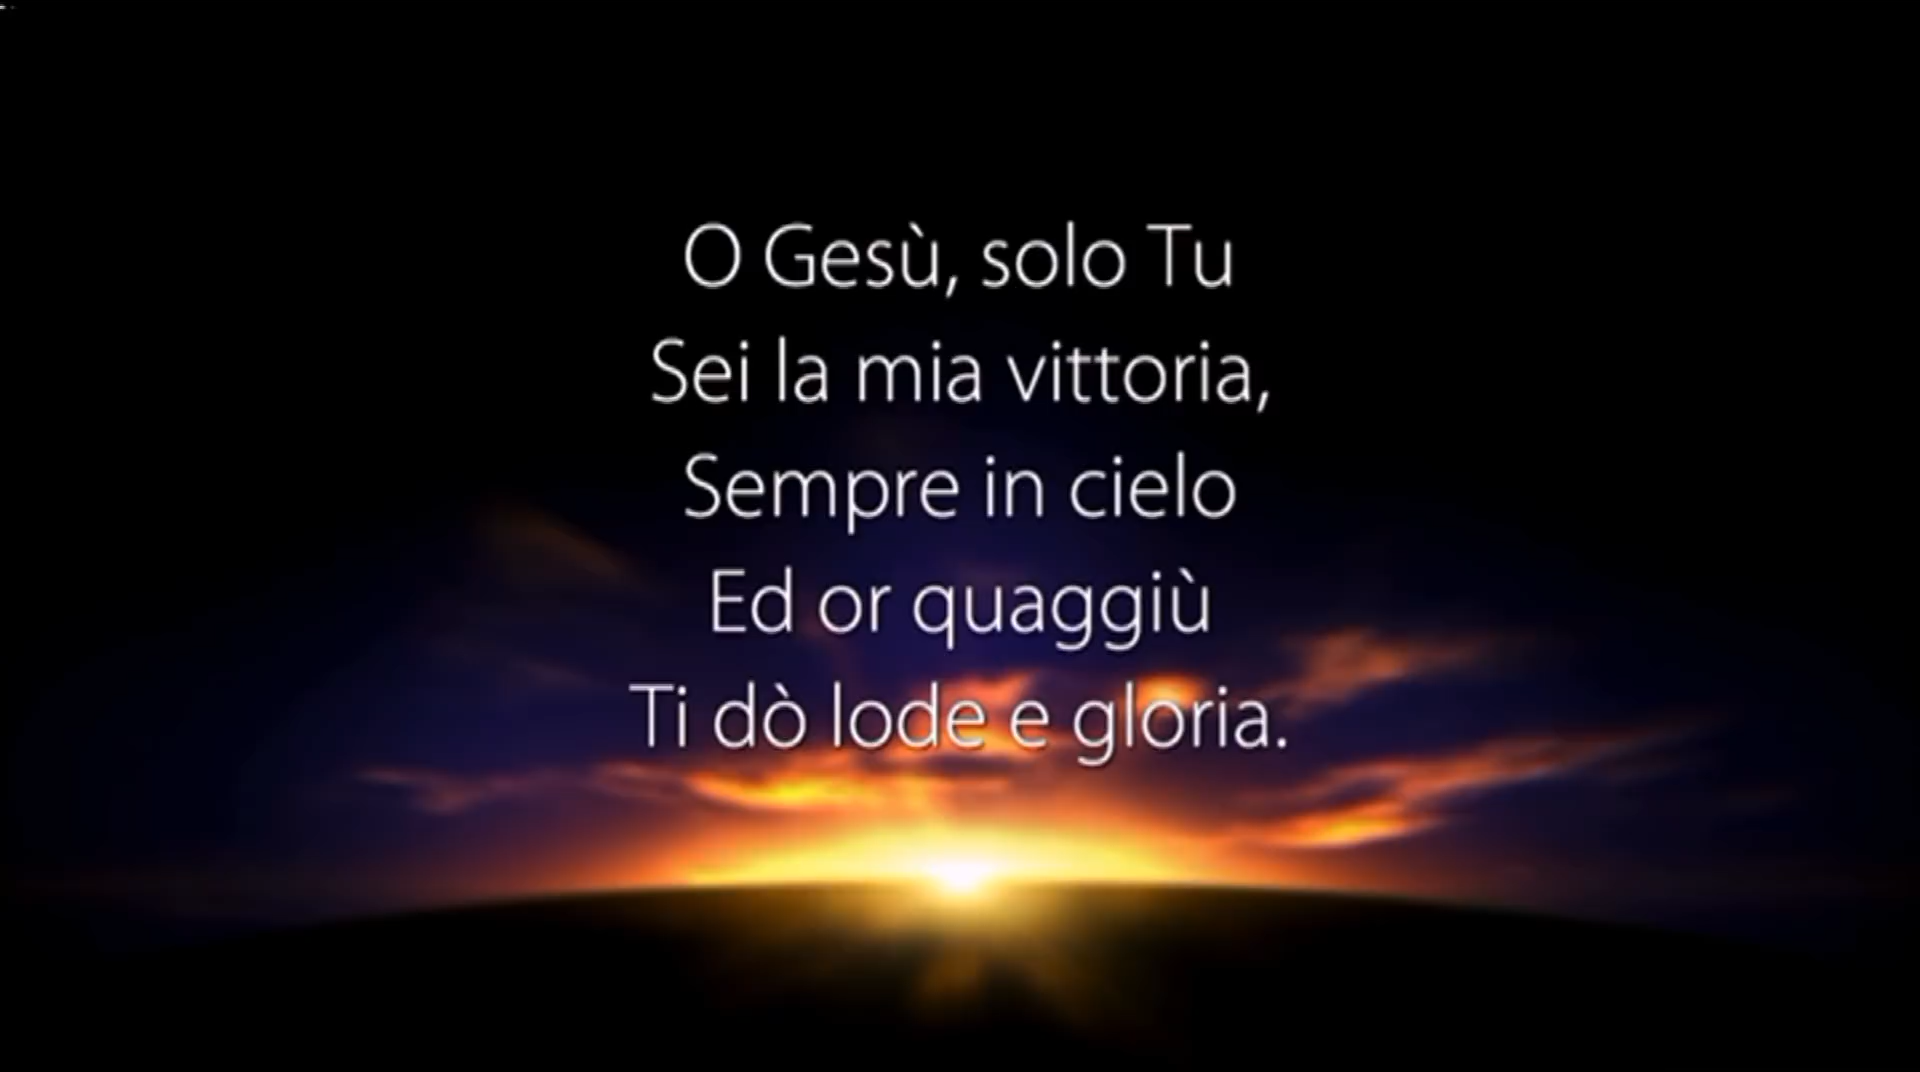 O Gesù, solo Tu
Sei la mia vittoria,
Sempre in cielo
Ed or quaggiù
Ti dò lode e gloria.